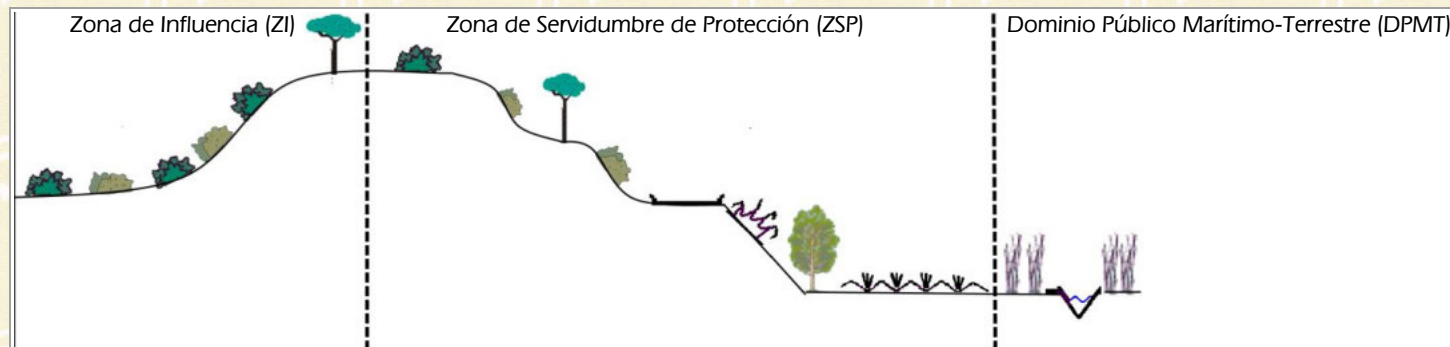 Zona de Influencia (ZI)
Zona de Servidumbre de Protección (ZSP)
Dominio Público Marítimo-Terrestre (DPMT)